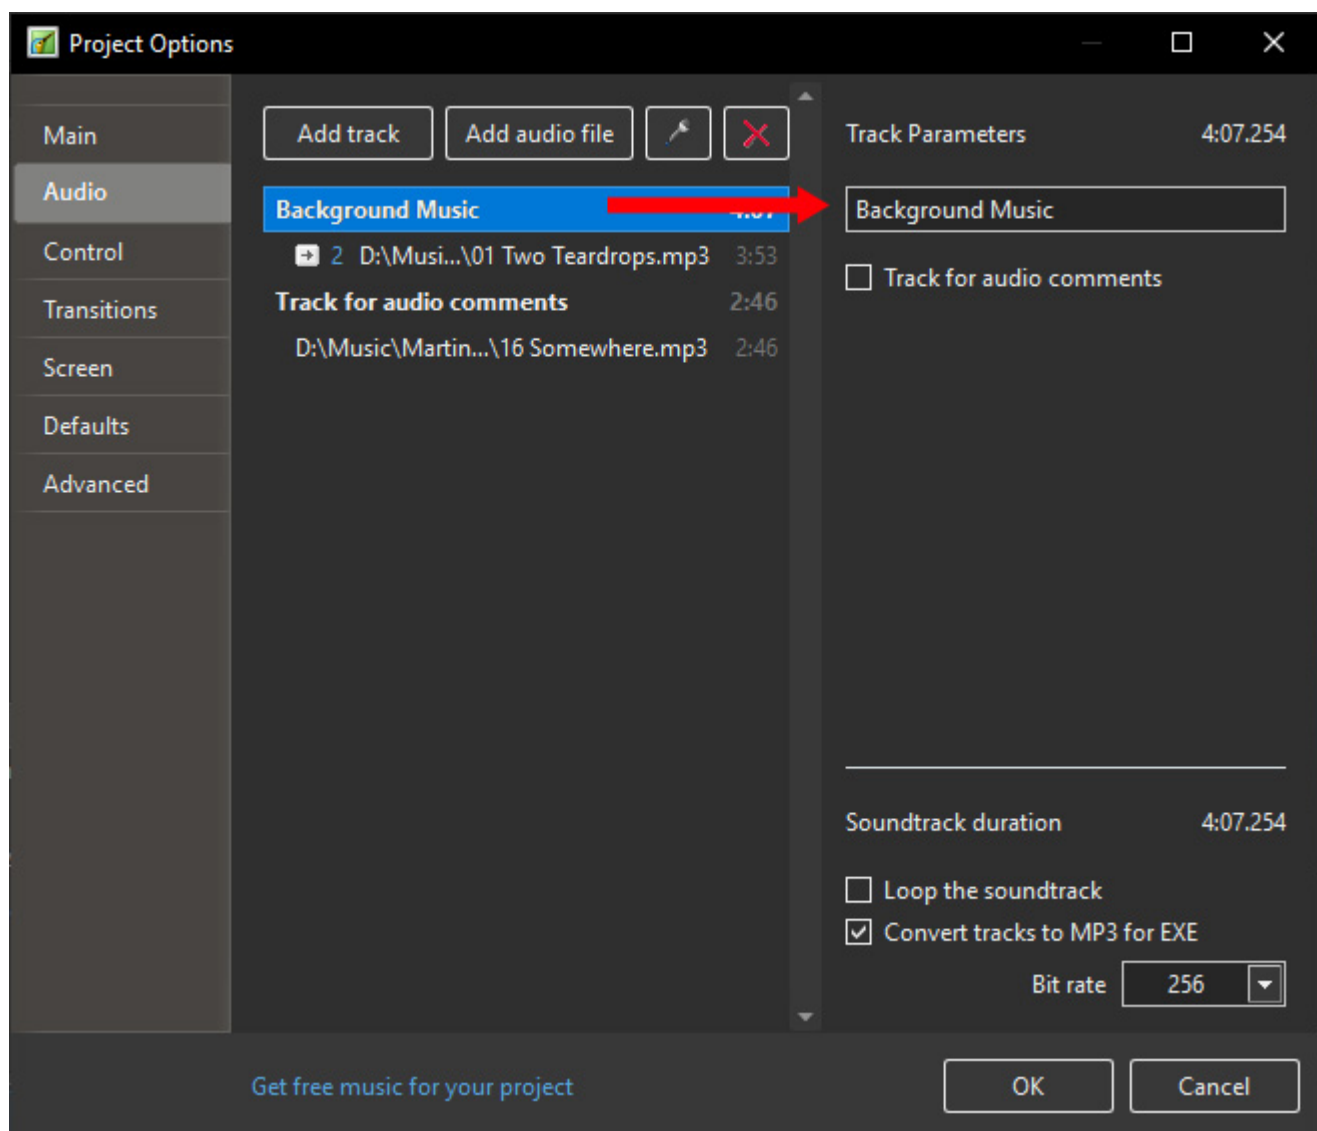 Project Options
Main
Audio
Control
Transitions
Screen
Defaults
Advanced
Add track
Add audio file
Background Music
2 D:\Musi...\01 Two Teardrops.mp3 3:53
Track for audio comments 2:46
D:\Music\Martin...\16 Somewhere.mp3 2:46
Track Parameters 4:07.254
Background Music
Track for audio comments
Soundtrack duration 4:07.254
Loop the soundtrack
Convert tracks to MP3 for EXE
Bit rate 256
Get free music for your project
OK
Cancel